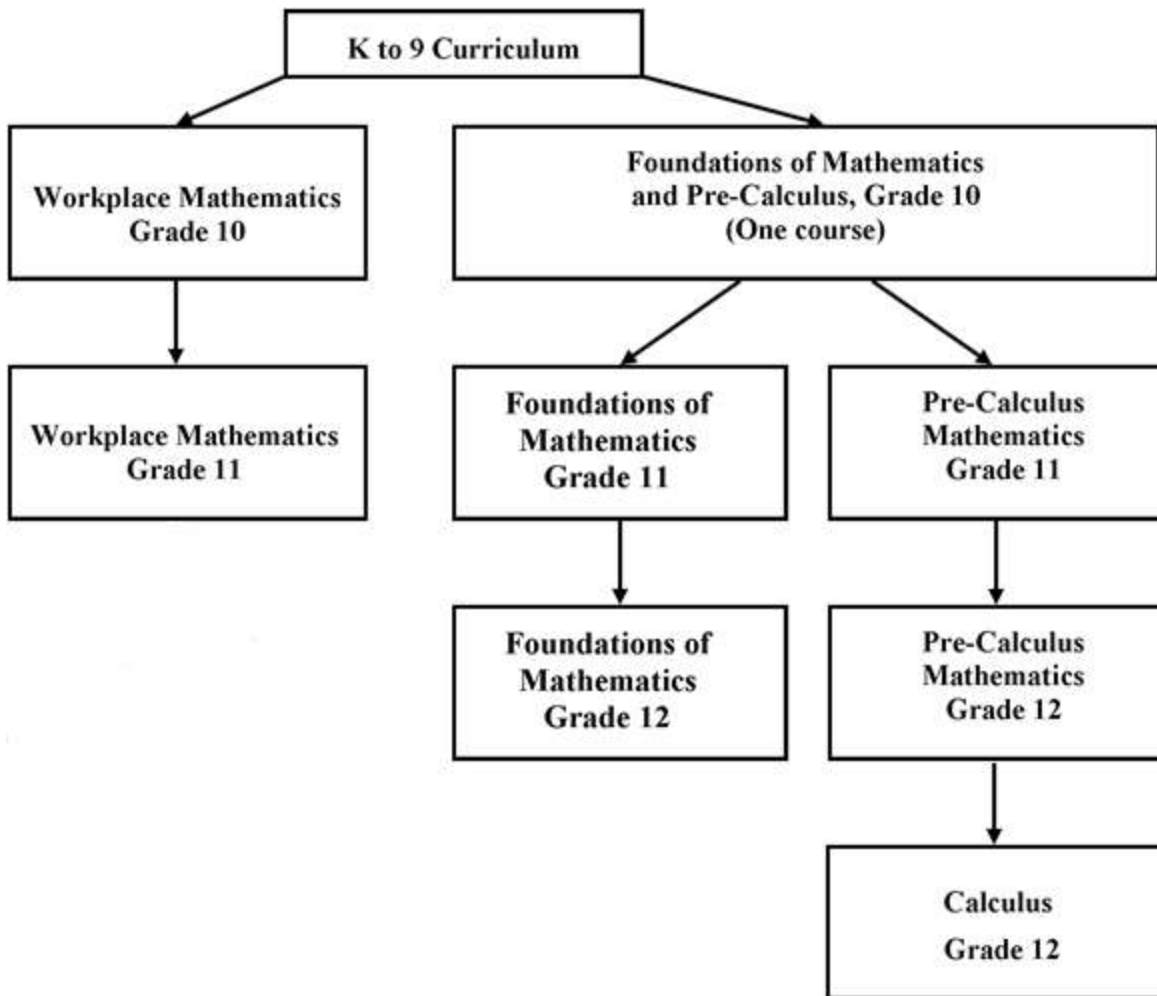 K to 9 Curriculum
Workplace Mathematics
Grade 10
Foundations of Mathematics
and Pre-Calculus, Grade 10
(One course)
Workplace Mathematics
Grade 11
Foundations of
Mathematics
Grade 11
Pre-Calculus
Mathematics
Grade 11
Foundations of
Mathematics
Grade 12
Pre-Calculus
Mathematics
Grade 12
Calculus
Grade 12